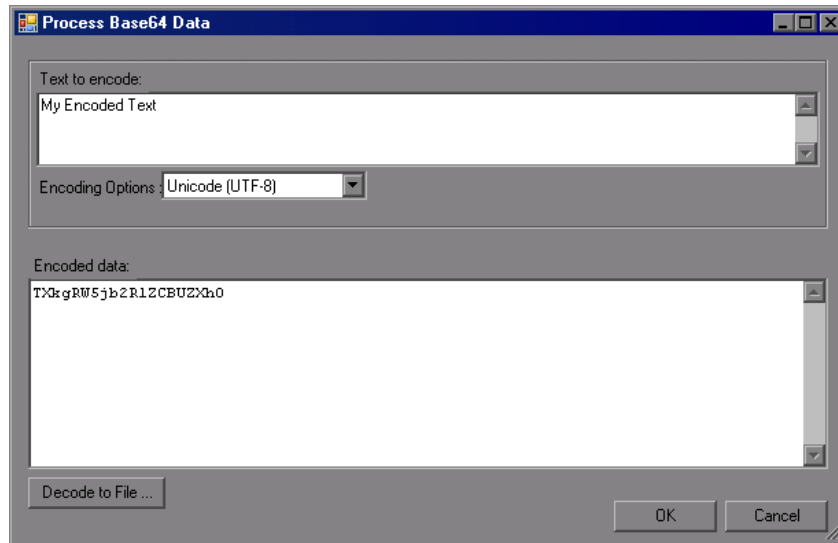 Process Base64 Data
Text to encode:
My Encoded Text
Encoding Options : Unicode (UTF-8)
Encoded data:
TXkgRW5jb2RlZCBUZXh0
Decode to File ...
OK Cancel